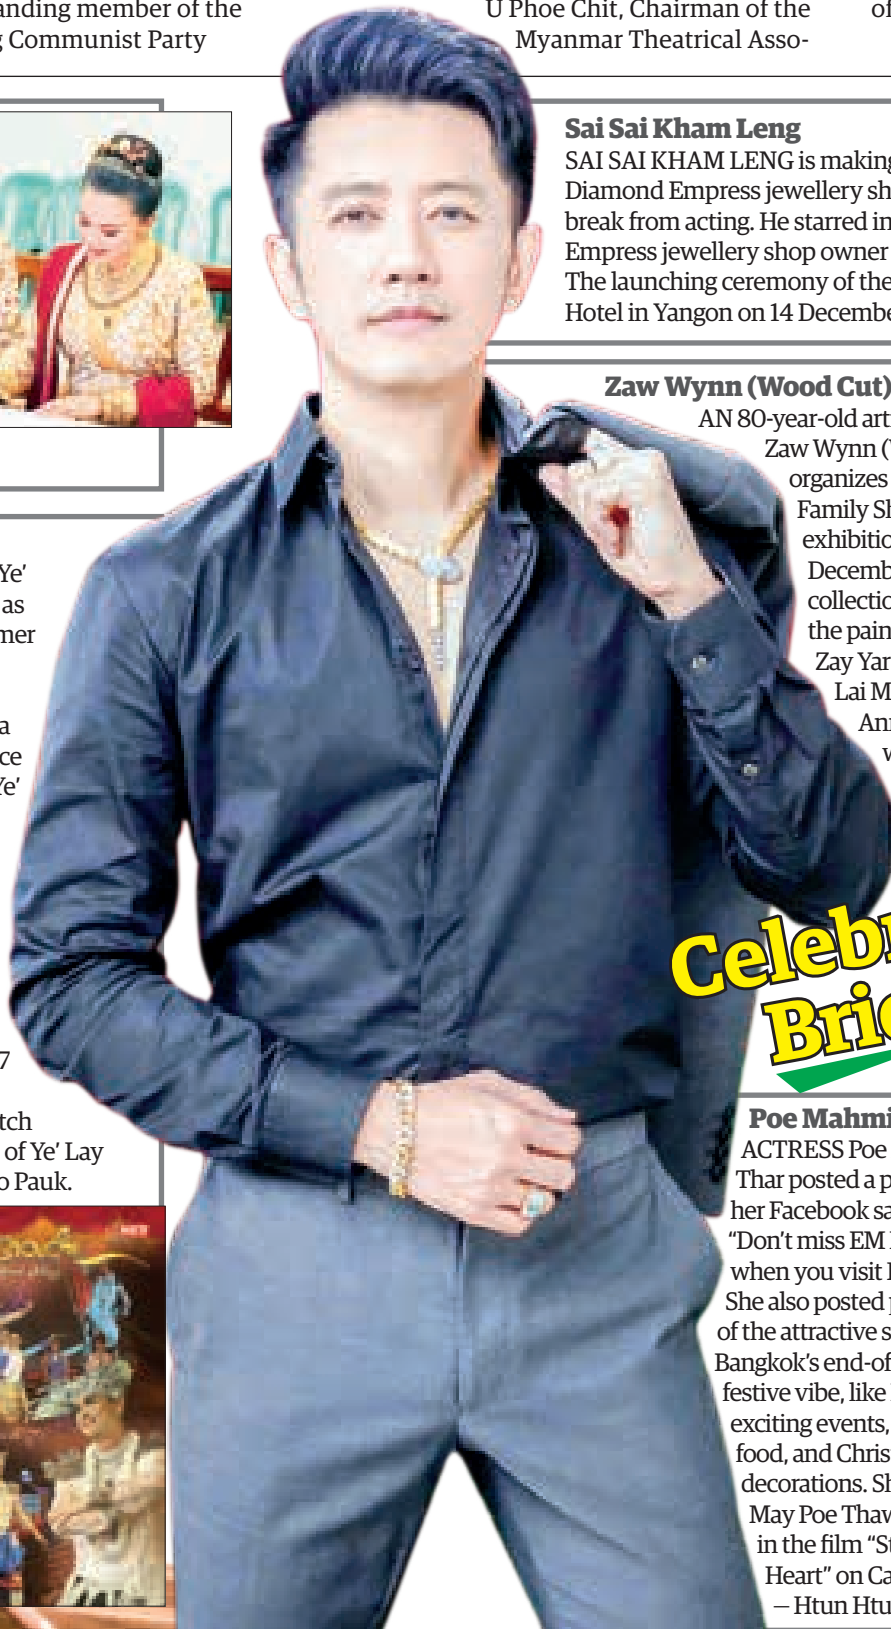 anding member of the
g Communist Party
U Phoe Chit, Chairman of the
Myanmar Theatrical Asso-
of
Sai Sai Kham Leng
SAI SAI KHAM LENG is making
Diamond Empress jewellery sh
break from acting. He starred in
Empress jewellery shop owner
The launching ceremony of the
Hotel in Yangon on 14 Decembe
Zaw Wynn (Wood Cut)
AN 80-year-old art
Zaw Wynn (
organizes
Family Sh
exhibitio
Decemb
collectio
the pain
Zay Yar
Lai M
An
w
Ye’
as
mer
a
ce
Ye’
7
tch
of Ye’ Lay
o Pauk.
Celebr
Brie
Poe Mahmi
ACTRESS Poe
Thar posted a p
her Facebook sa
“Don’t miss EM
when you visit
She also posted p
of the attractive s
Bangkok’s end-of
festive vibe, like
exciting events,
food, and Chris
decorations. Sh
May Poe Thaw
in the film “St
Heart” on Ca
— Htun Htu